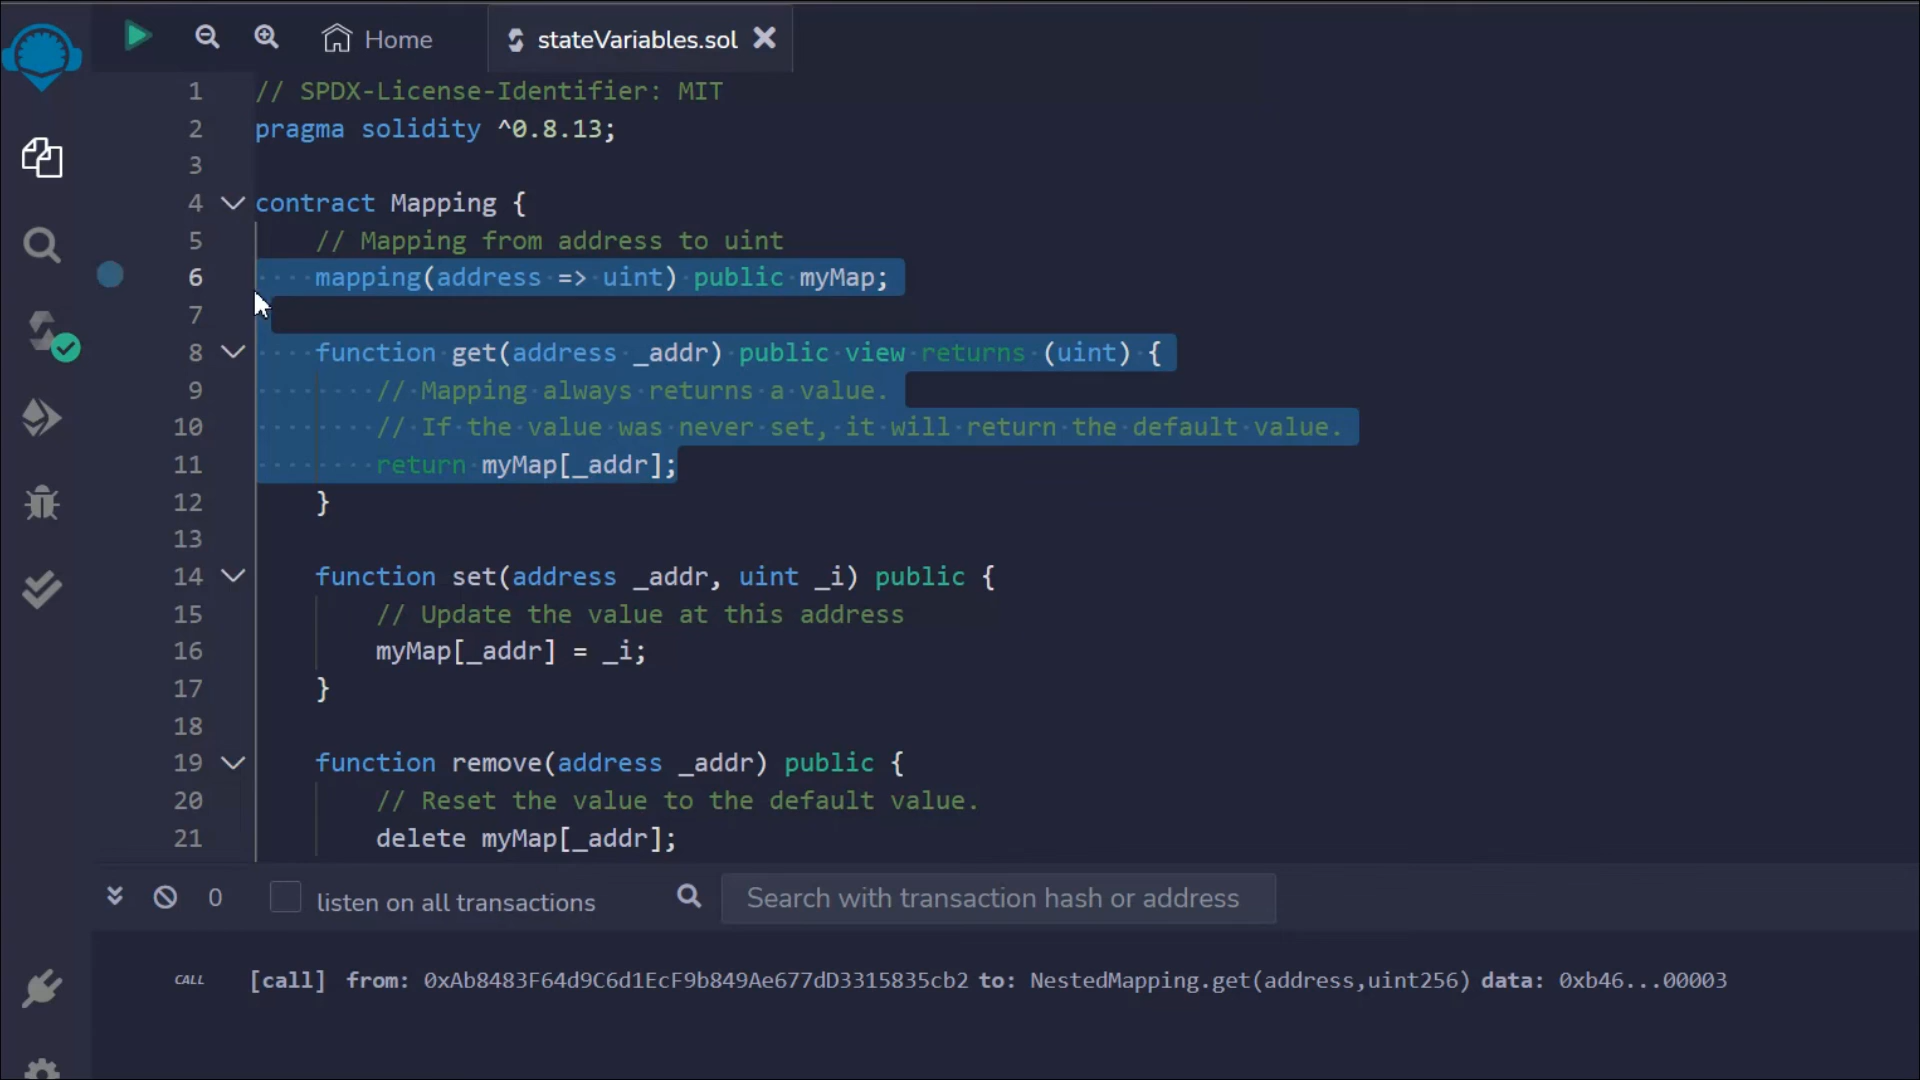 Home
stateVariables.sol
1 // SPDX-License-Identifier: MIT
2 pragma solidity ^0.8.13;
3
4 contract Mapping {
5 // Mapping from address to uint
6 mapping(address => uint) public myMap;
7
8 function get(address _addr) public view returns (uint) {
9 // Mapping always returns a value.
10 // If the value was never set, it will return the default value.
11 return myMap[_addr];
12 }
13
14 function set(address _addr, uint _i) public {
15 // Update the value at this address
16 myMap[_addr] = _i;
17 }
18
19 function remove(address _addr) public {
20 // Reset the value to the default value.
21 delete myMap[_addr];
0 listen on all transactions Search with transaction hash or address
CALL [call] from: 0xAb8483F64d9C6d1EcF9b849Ae677dD3315835cb2 to: NestedMapping.get(address,uint256) data: 0xb46...00003